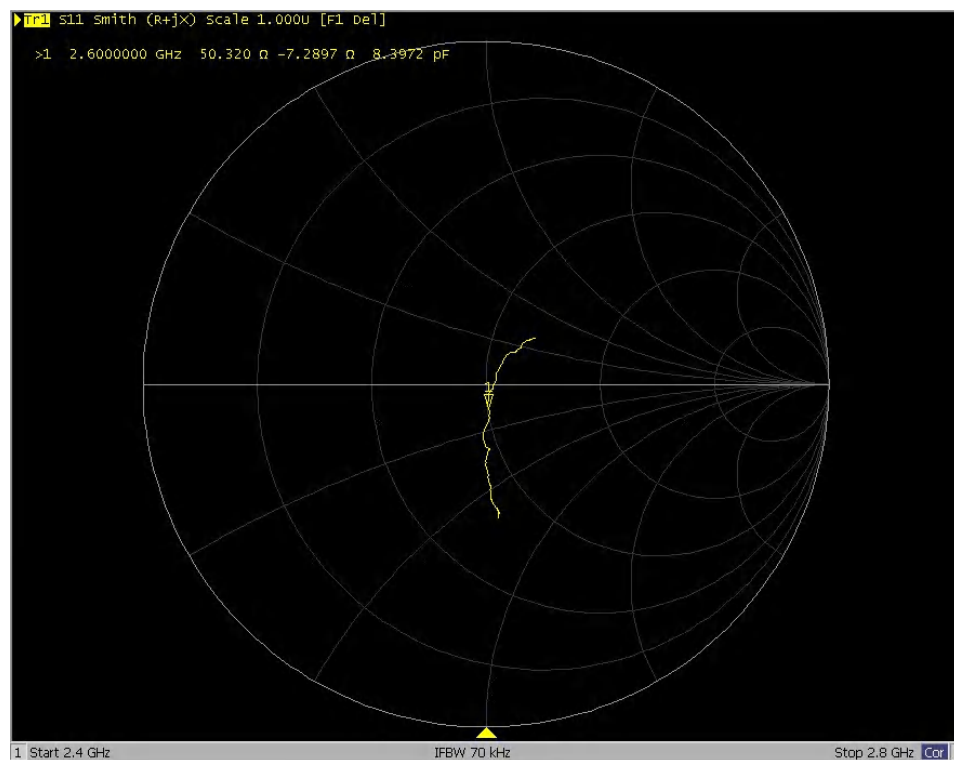 Tr1 S11 Smith (R+jX) Scale 1.000U [F1 Del]
>1 2.6000000 GHz 50.320 Ω -7.2897 Ω 8.3972 pF
1
1 Start 2.4 GHz IFBW 70 kHz Stop 2.8 GHz Cor